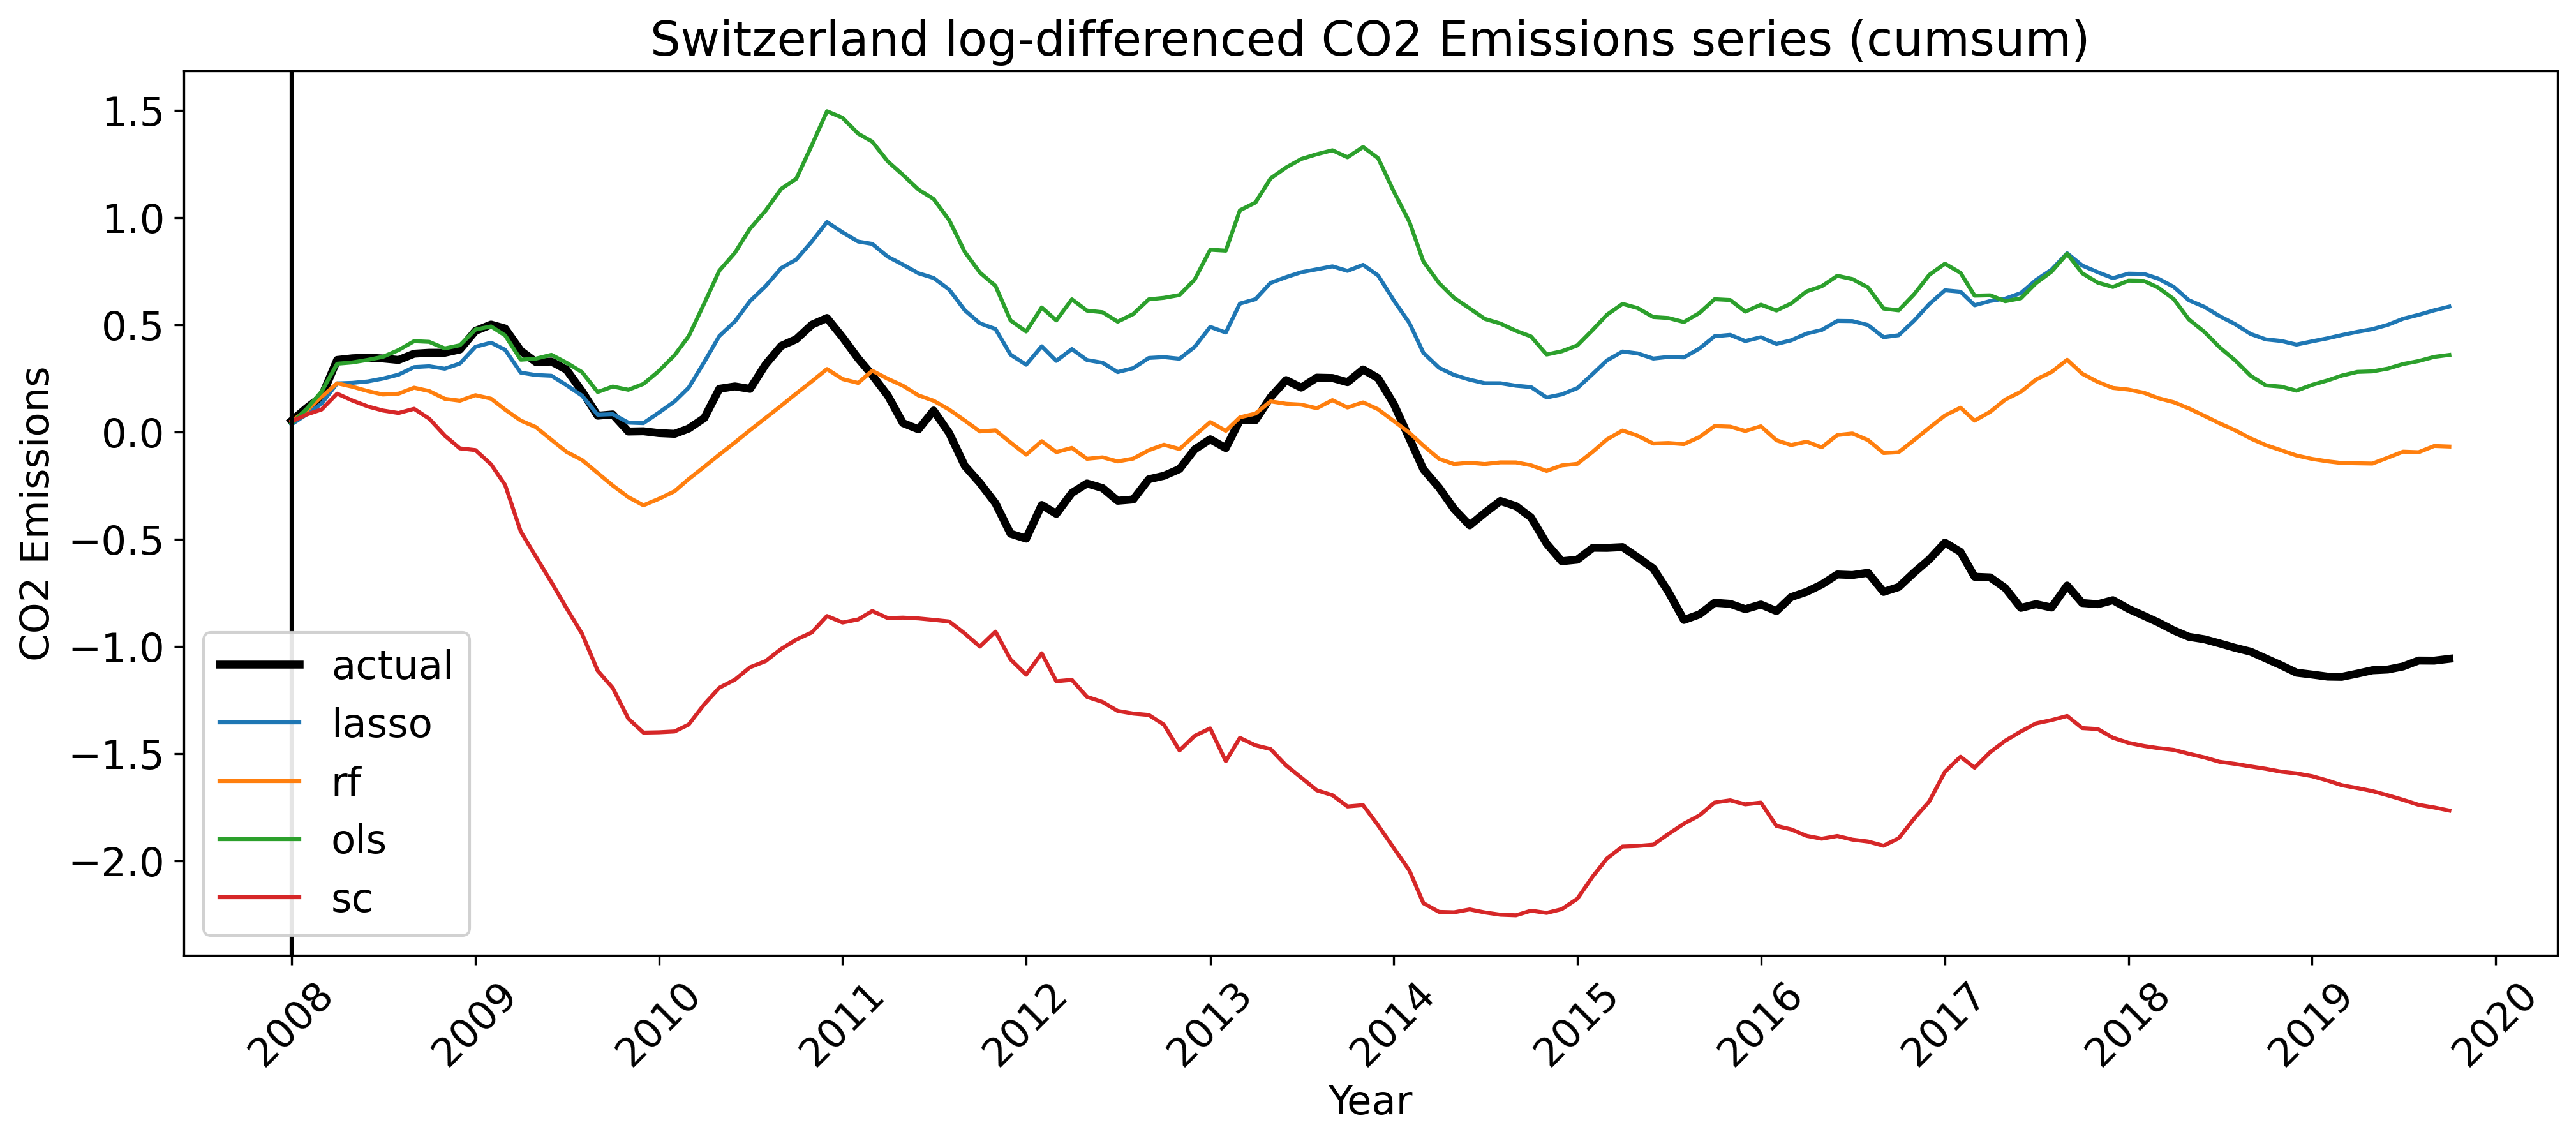 Switzerland log-differenced CO2 Emissions series (cumsum)
CO2 Emissions
1.5
1.0
0.5
0.0
−0.5
−1.0
−1.5
−2.0
actual
lasso
rf
ols
sc
2008
2009
2010
2011
2012
2013
2014
2015
2016
2017
2018
2019
2020
Year